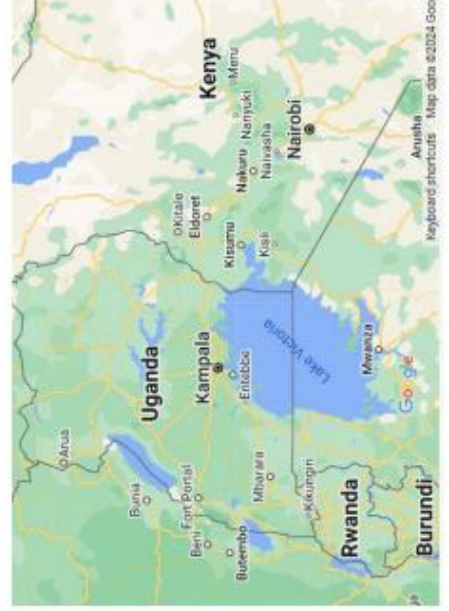 Arua
Uganda
Kitale
Eldoret
Kenya
Meru
Nanyuki
Nakuru
Naivasha
Nairobi
Kisumu
Kisii
Bunia
Fort Portal
Beni
Butembo
Kampala
Entebbe
Mbarara
Lake Victoria
Mwanza
Rwanda
Burundi
Arusha
Google
Keyboard shortcuts Map data ©2024 Goo